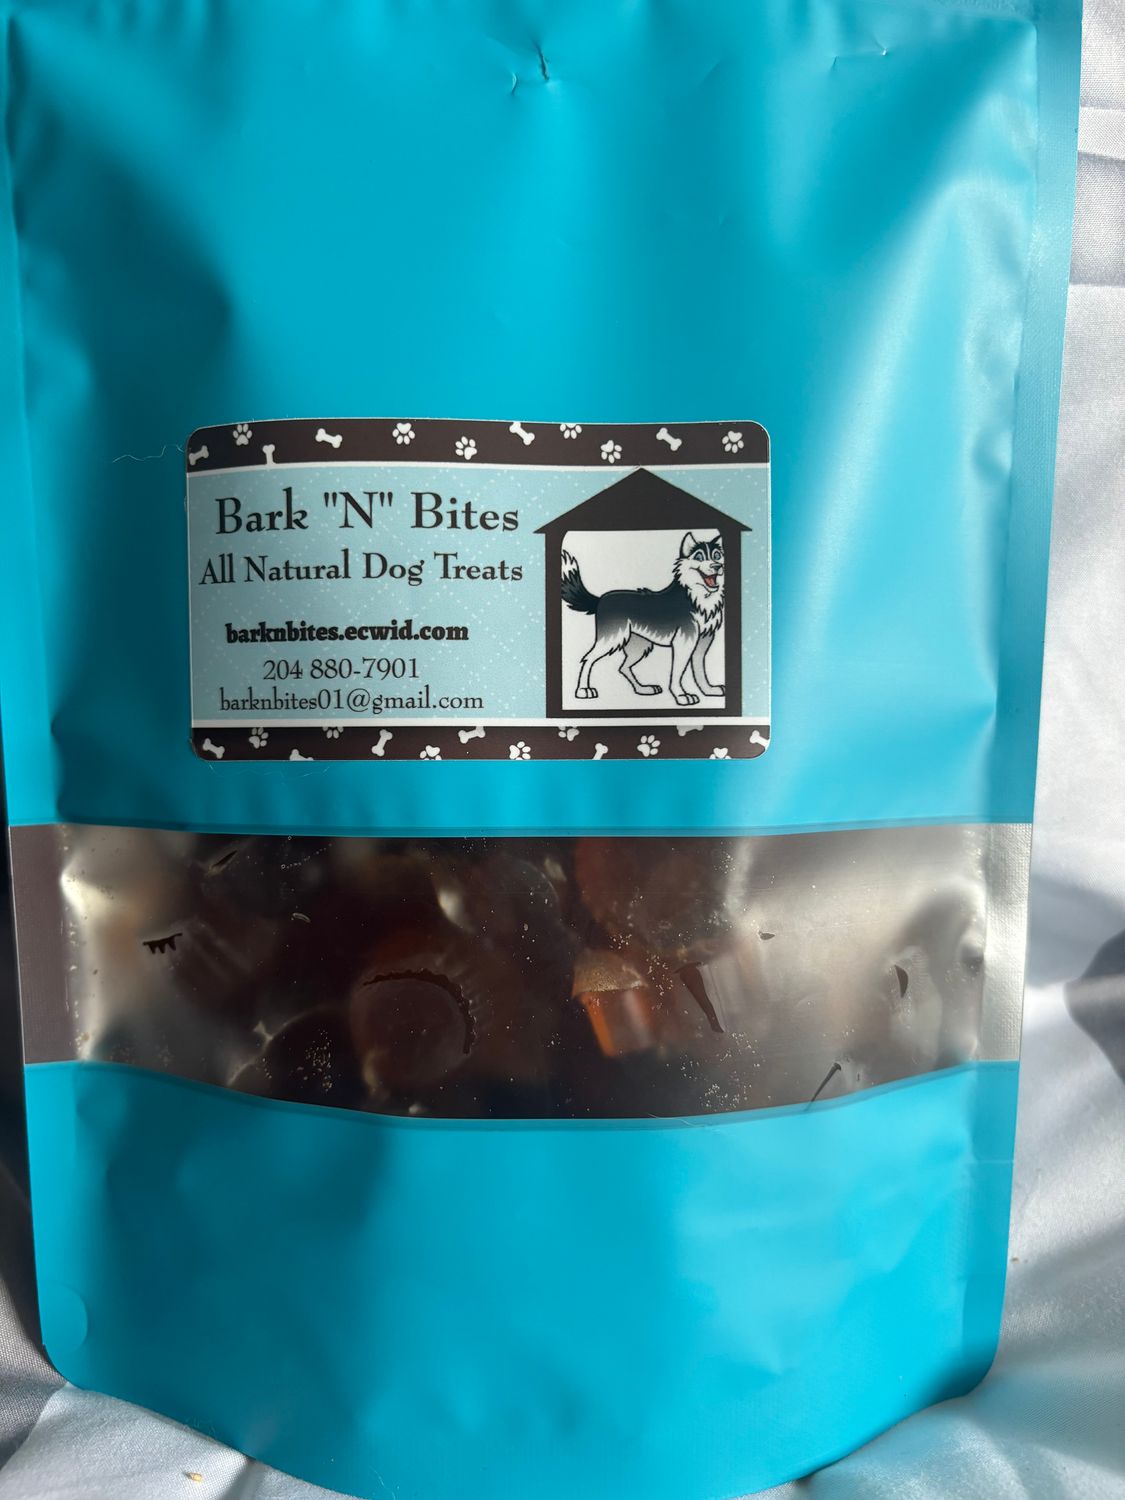 Bark "N" Bites
All Natural Dog Treats
barknbites.ecwid.com
204 880-7901
barknbites01@gmail.com